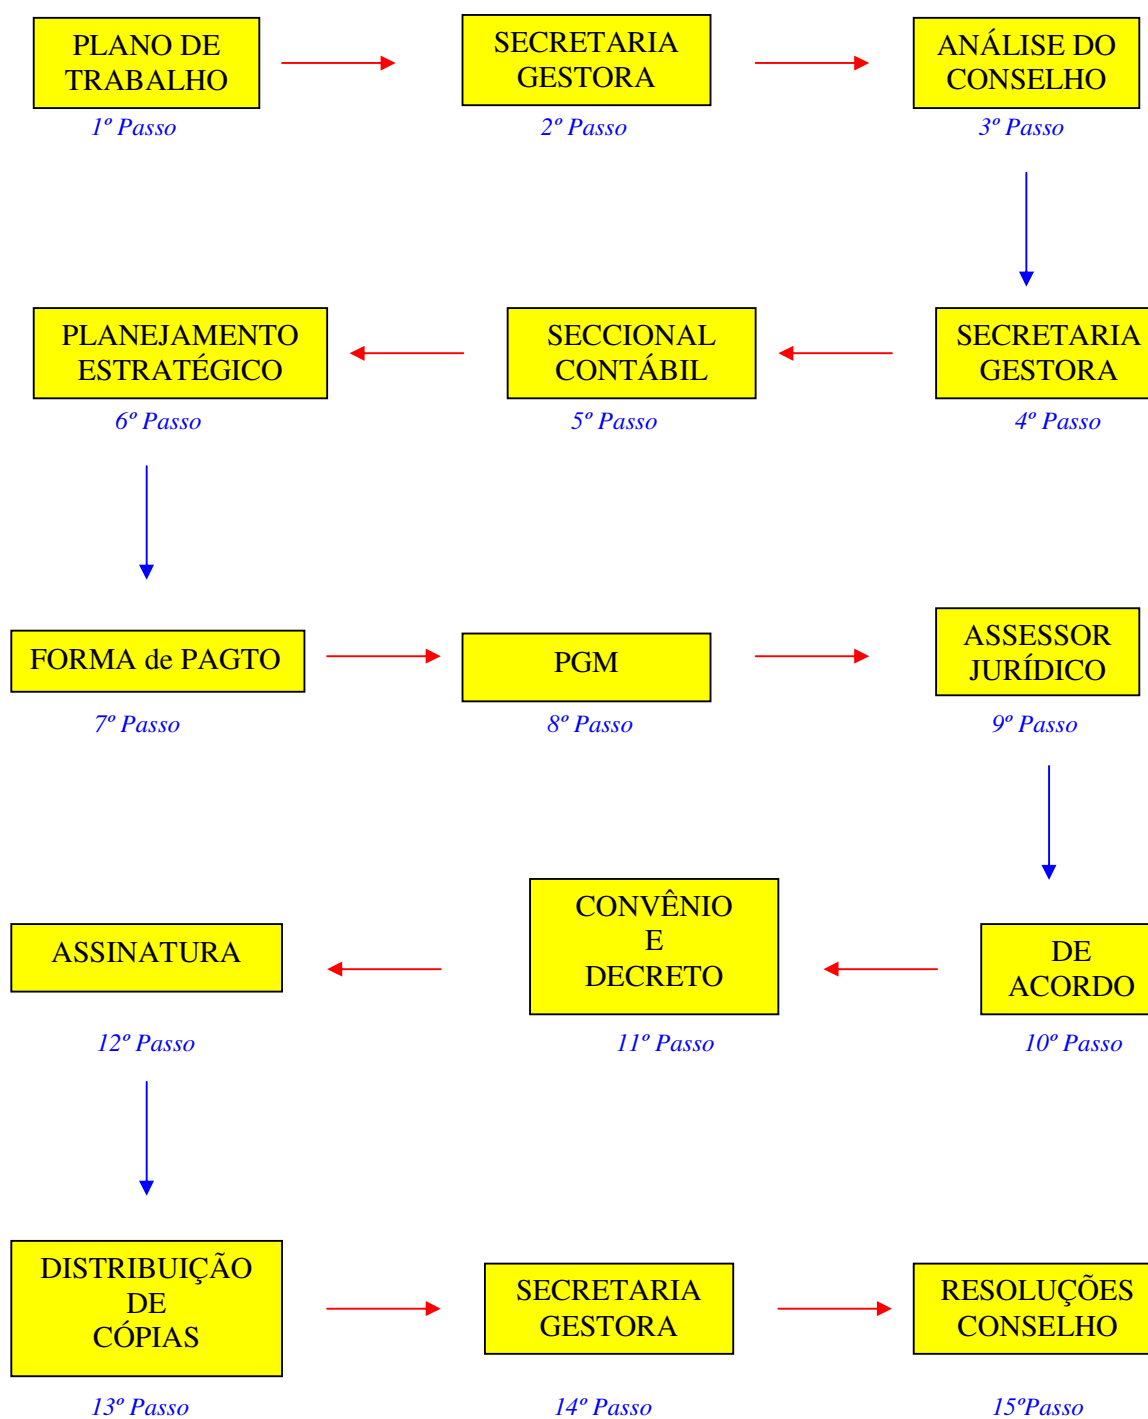 PLANO DE
TRABALHO
1º Passo
SECRETARIA
GESTORA
2º Passo
ANÁLISE DO
CONSELHO
3º Passo
SECRETARIA
GESTORA
4º Passo
SECCIONAL
CONTÁBIL
5º Passo
PLANEJAMENTO
ESTRATÉGICO
6º Passo
FORMA de PAGTO
7º Passo
PGM
8º Passo
ASSESSOR
JURÍDICO
9º Passo
DE
ACORDO
10º Passo
CONVÊNIO
E
DECRETO
11º Passo
ASSINATURA
12º Passo
DISTRIBUIÇÃO
DE
CÓPIAS
13º Passo
SECRETARIA
GESTORA
14º Passo
RESOLUÇÕES
CONSELHO
15ºPasso